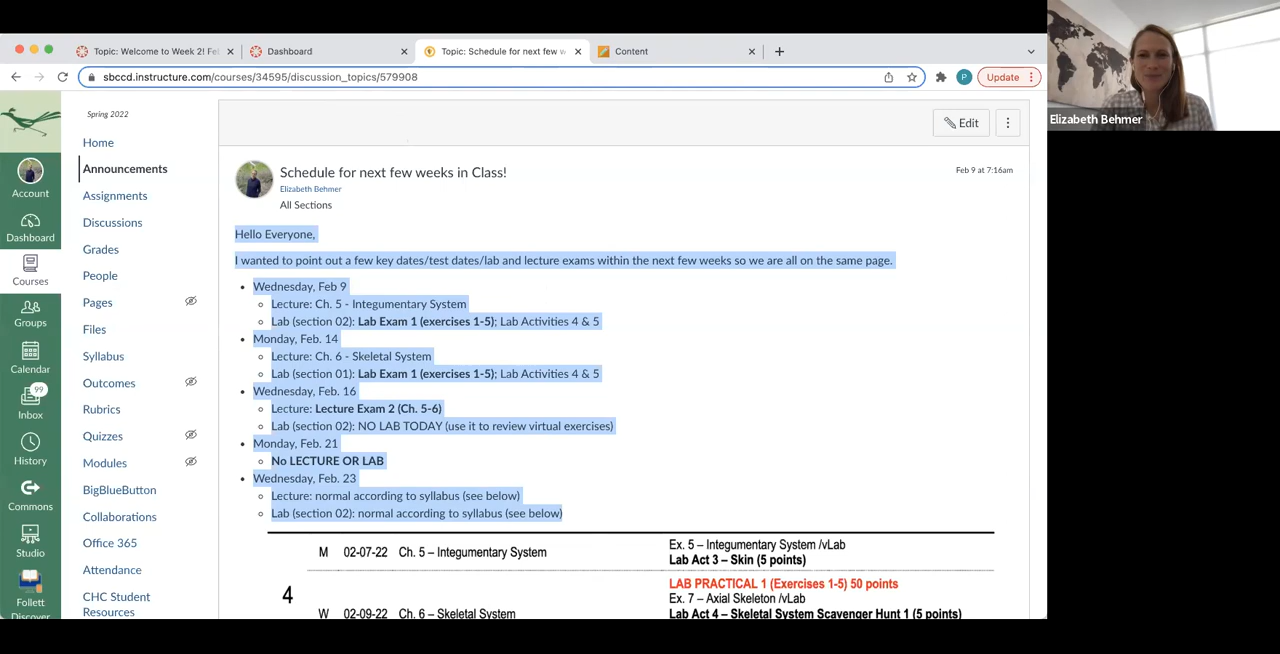 Topic: Welcome to Week 2! Fe
Dashboard
Topic: Schedule for next few w
Content
sbccd.instructure.com/courses/34595/discussion_topics/579908
P
Update
Elizabeth Behmer
Account
Dashboard
Courses
Groups
Calendar
99
Inbox
History
Commons
Studio
Follett
Discover
Spring 2022
Home
Announcements
Assignments
Discussions
Grades
People
Pages
Files
Syllabus
Outcomes
Rubrics
Quizzes
Modules
BigBlueButton
Collaborations
Office 365
Attendance
CHC Student
Resources
Edit
Schedule for next few weeks in Class!
Feb 9 at 7:16am
Elizabeth Behmer
All Sections
Hello Everyone,
I wanted to point out a few key dates/test dates/lab and lecture exams within the next few weeks so we are all on the same page.
Wednesday, Feb 9
Lecture: Ch. 5 - Integumentary System
Lab (section 02): Lab Exam 1 (exercises 1-5); Lab Activities 4 & 5
Monday, Feb. 14
Lecture: Ch. 6 - Skeletal System
Lab (section 01): Lab Exam 1 (exercises 1-5); Lab Activities 4 & 5
Wednesday, Feb. 16
Lecture: Lecture Exam 2 (Ch. 5-6)
Lab (section 02): NO LAB TODAY (use it to review virtual exercises)
Monday, Feb. 21
No LECTURE OR LAB
Wednesday, Feb. 23
Lecture: normal according to syllabus (see below)
Lab (section 02): normal according to syllabus (see below)
M 02-07-22 Ch. 5 – Integumentary System
Ex. 5 – Integumentary System /vLab
Lab Act 3 – Skin (5 points)
4
LAB PRACTICAL 1 (Exercises 1-5) 50 points
Ex. 7 – Axial Skeleton /vLab
W 02-09-22 Ch. 6 – Skeletal System
Lab Act 4 – Skeletal System Scavenger Hunt 1 (5 points)